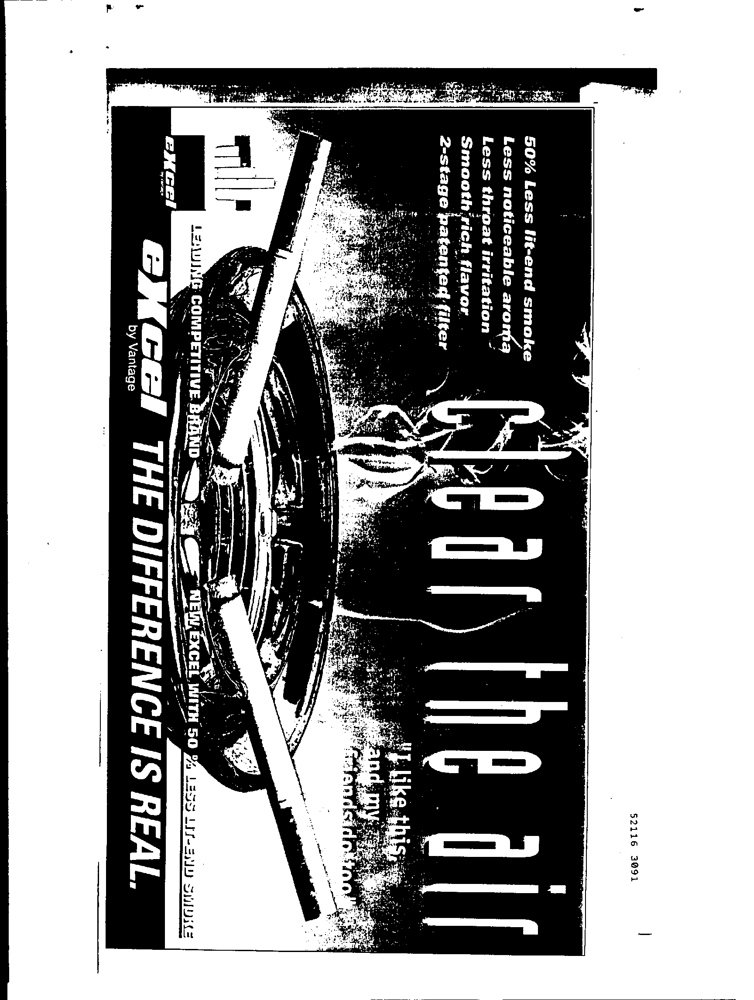 50% Less lit-end smoke
Less noticeable aroma
Less throat irritation
Smooth rich flavor
2-stage patented filter
clear the air
"I like this,
and my
friends do too"
LEADING COMPETITIVE BRAND
NEW EXCEL WITH 50 % LESS LIT-END SMOKE
eXcel
eXcel
by Vantage
THE DIFFERENCE IS REAL.
52116 3091